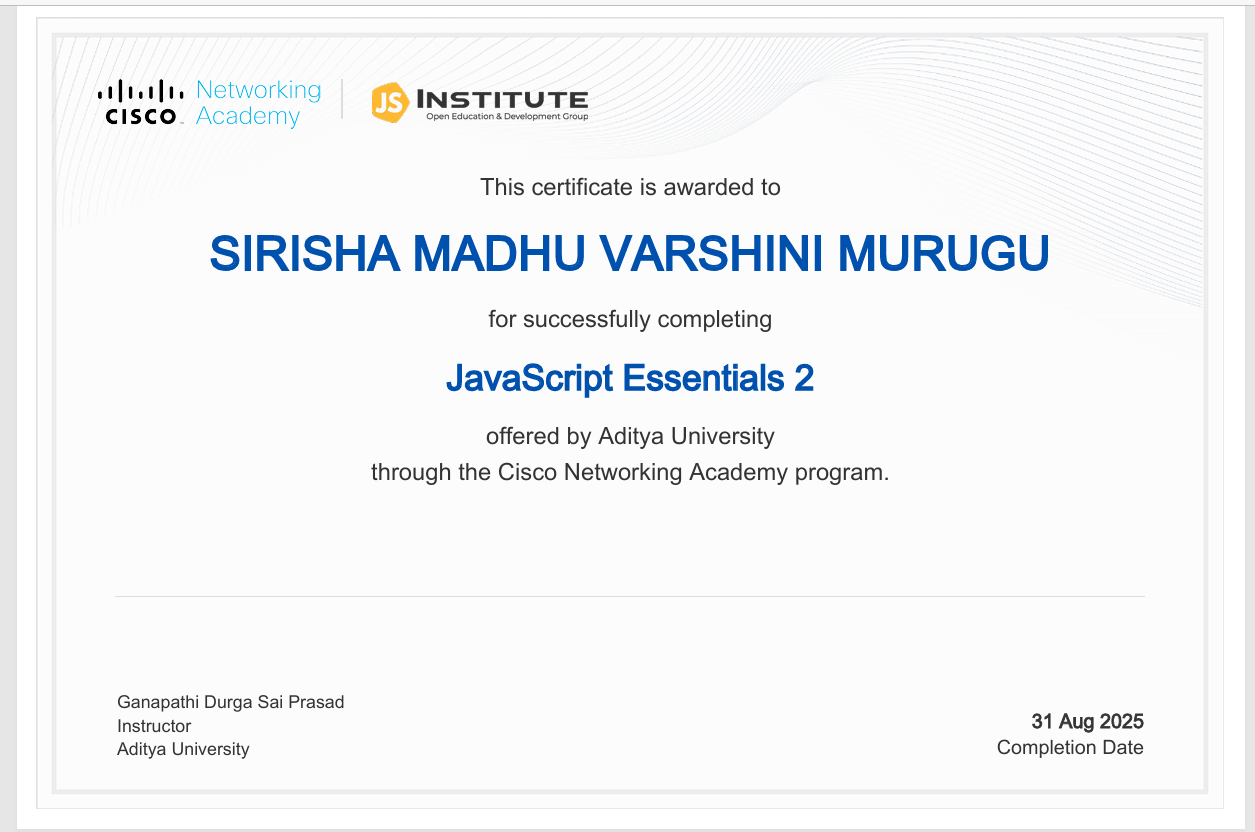 CISCO Networking Academy
JS INSTITUTE
Open Education & Development Group
This certificate is awarded to
SIRISHA MADHU VARSHINI MURUGU
for successfully completing
JavaScript Essentials 2
offered by Aditya University
through the Cisco Networking Academy program.
Ganapathi Durga Sai Prasad
Instructor
Aditya University
31 Aug 2025
Completion Date